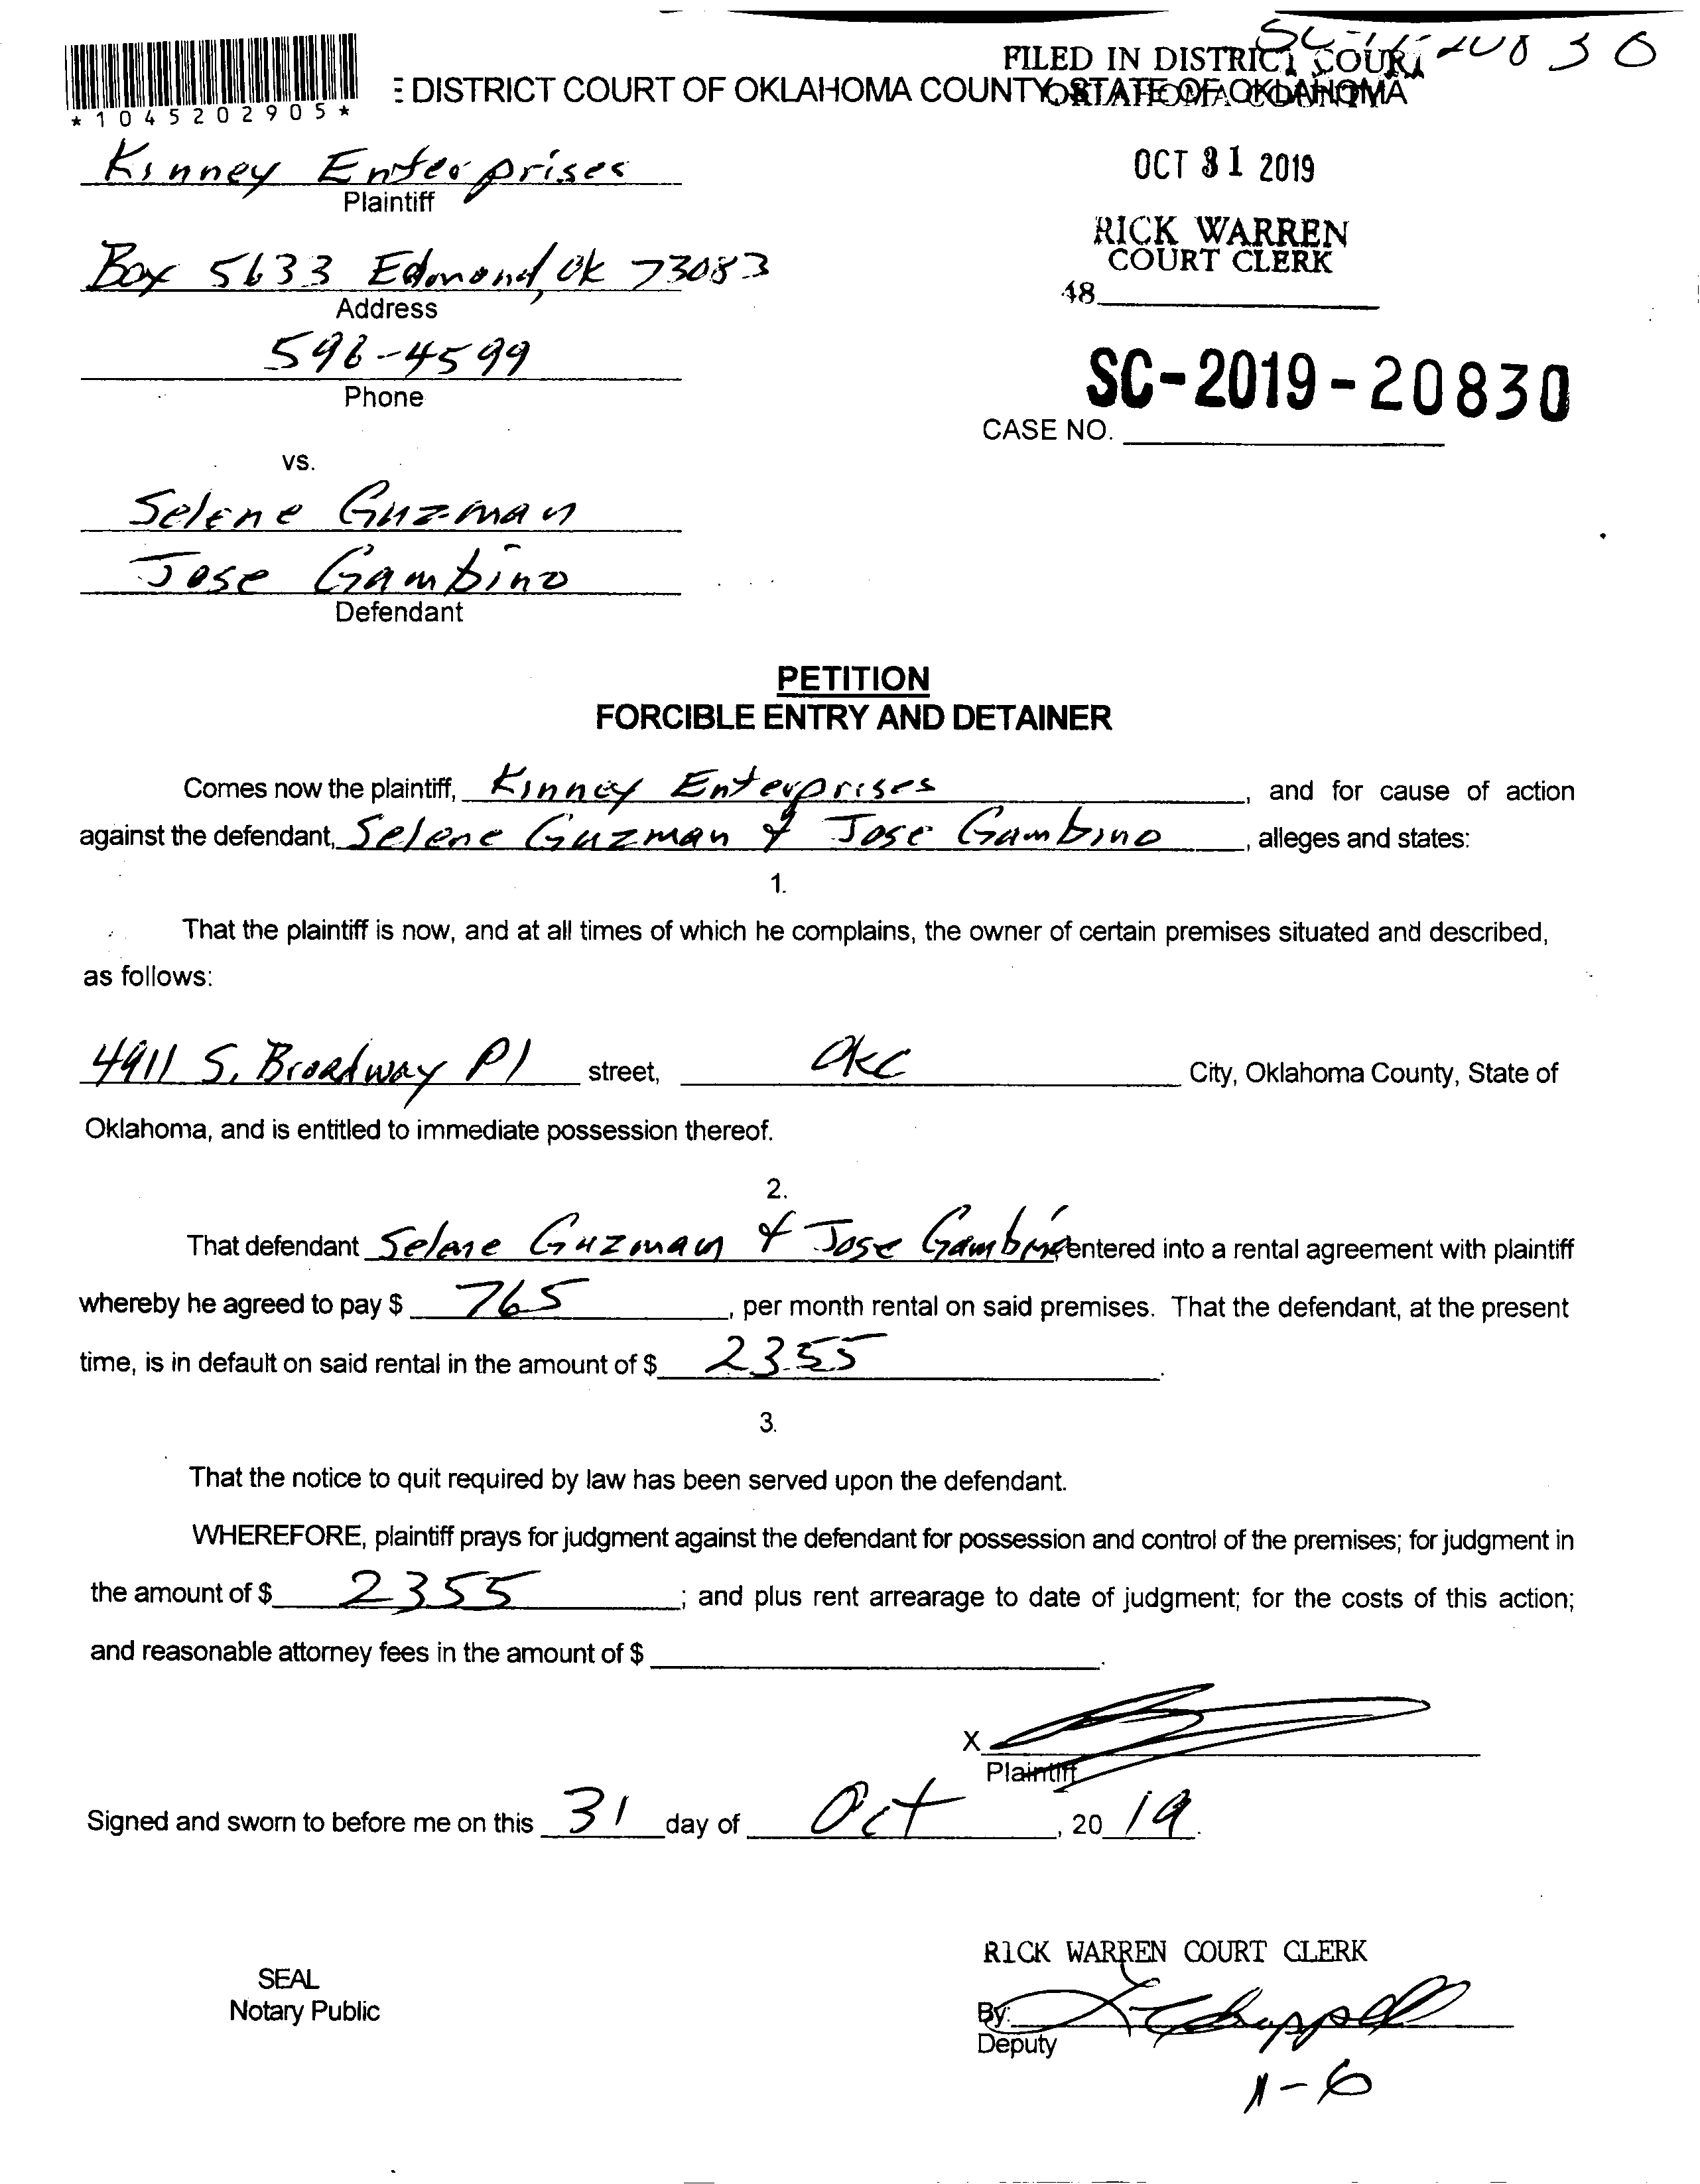 SC-19-20830
FILED IN DISTRICT COURT
DISTRICT COURT OF OKLAHOMA COUNTY, STATE OF OKLAHOMA
OKLAHOMA COUNTY
*1045202905*
Kinney Enterprises
Plaintiff
OCT 31 2019
RICK WARREN
COURT CLERK
48
Box 5633 Edmond, Ok 73083
Address
596-4599
Phone
SC-2019-20830
CASE NO.
vs.
Selene Guzman
Jose Gambino
Defendant
PETITION
FORCIBLE ENTRY AND DETAINER
Comes now the plaintiff, Kinney Enterprises, and for cause of action
against the defendant, Selene Guzman & Jose Gambino, alleges and states:
1.
That the plaintiff is now, and at all times of which he complains, the owner of certain premises situated and described,
as follows:
4911 S. Broadway Pl street, OKC City, Oklahoma County, State of
Oklahoma, and is entitled to immediate possession thereof.
2.
That defendant Selene Guzman & Jose Gambino entered into a rental agreement with plaintiff
whereby he agreed to pay $ 765, per month rental on said premises. That the defendant, at the present
time, is in default on said rental in the amount of $ 2355.
3.
That the notice to quit required by law has been served upon the defendant.
WHEREFORE, plaintiff prays for judgment against the defendant for possession and control of the premises; for judgment in
the amount of $ 2355; and plus rent arrearage to date of judgment; for the costs of this action;
and reasonable attorney fees in the amount of $ .
X
Plaintiff
Signed and sworn to before me on this 31 day of Oct, 20 19.
RICK WARREN COURT CLERK
SEAL
Notary Public
By:
Deputy